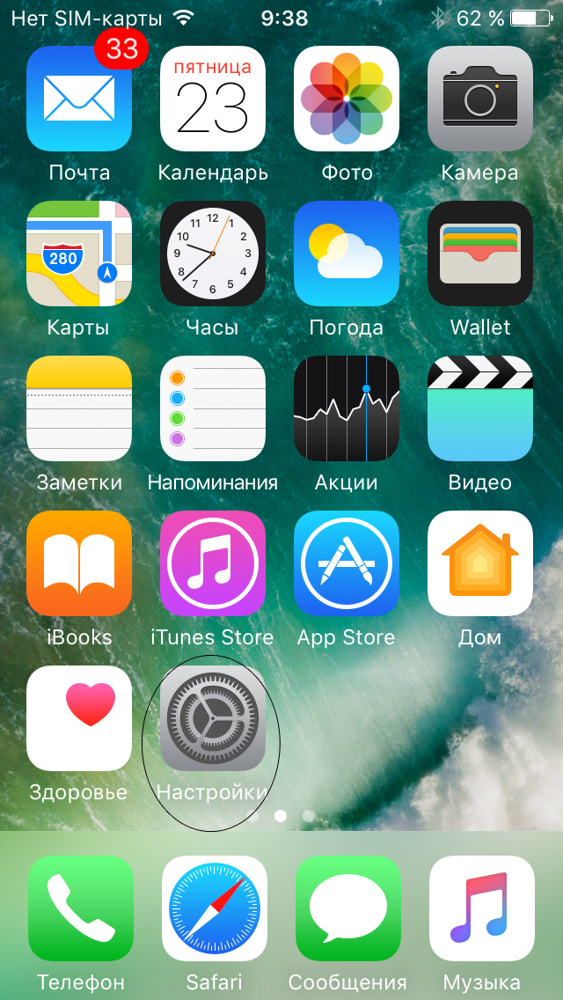 Нет SIM-карты 9:38 62 %
33
пятница
23
Почта Календарь Фото Камера
280
12
11 1
10 2
9 3
8 4
7 5
6
Карты Часы Погода Wallet
Заметки Напоминания Акции Видео
iBooks iTunes Store App Store Дом
Здоровье Настройки
Телефон Safari Сообщения Музыка